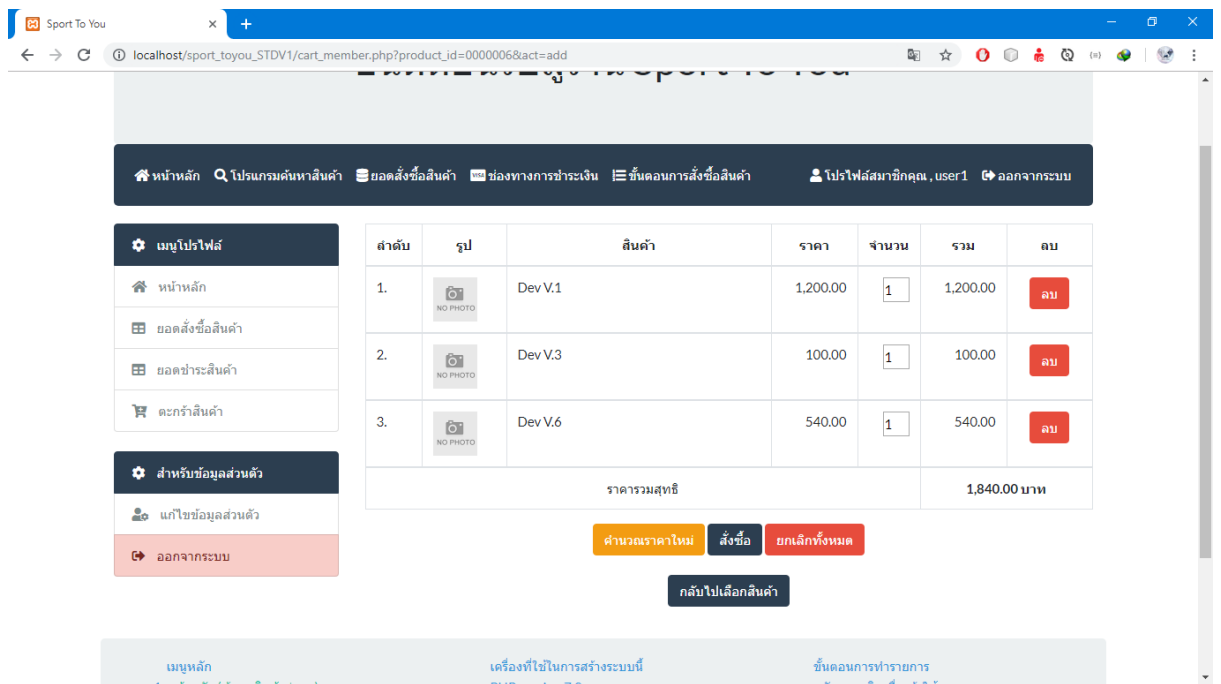 Sport To You
localhost/sport_toyou_STDV1/cart_member.php?product_id=0000006&act=add
Sport To You
หน้าหลัก โปรแกรมค้นหาสินค้า ยอดสั่งซื้อสินค้า VISA ช่องทางการชำระเงิน ขั้นตอนการสั่งซื้อสินค้า โปรไฟล์สมาชิกคุณ , user1 ออกจากระบบ
เมนูโปรไฟล์
หน้าหลัก
ยอดสั่งซื้อสินค้า
ยอดชำระสินค้า
ตะกร้าสินค้า
สำหรับข้อมูลส่วนตัว
แก้ไขข้อมูลส่วนตัว
ออกจากระบบ
ลำดับ รูป สินค้า ราคา จำนวน รวม ลบ
1. NO PHOTO Dev V.1 1,200.00 1 1,200.00 ลบ
2. NO PHOTO Dev V.3 100.00 1 100.00 ลบ
3. NO PHOTO Dev V.6 540.00 1 540.00 ลบ
ราคารวมสุทธิ 1,840.00 บาท
คำนวณราคาใหม่ สั่งซื้อ ยกเลิกทั้งหมด
กลับไปเลือกสินค้า
เมนูหลัก เครื่องที่ใช้ในการสร้างระบบนี้ ขั้นตอนการทำรายการ